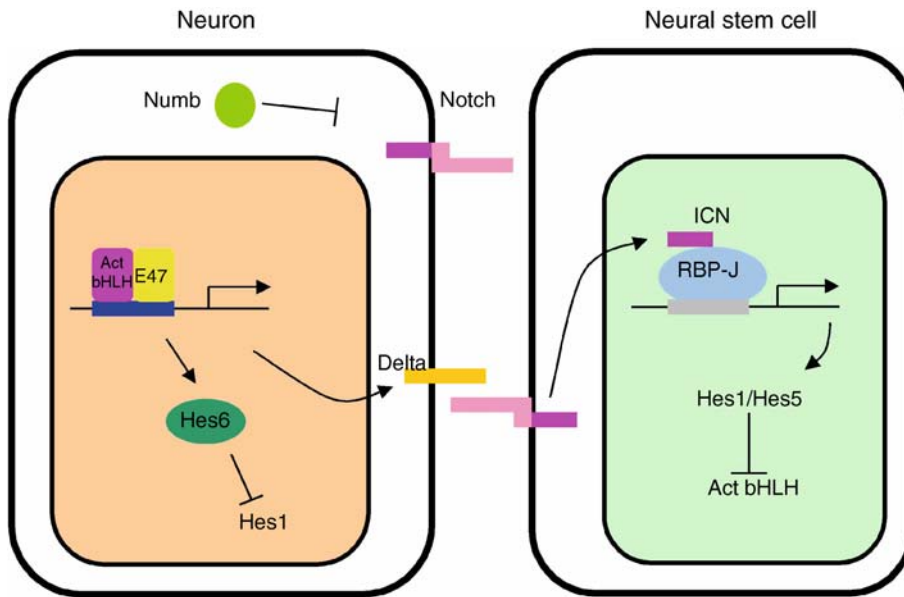 Neuron
Neural stem cell
Numb
Notch
ICN
Act
bHLH
E47
RBP-J
Delta
Hes6
Hes1/Hes5
Hes1
Act bHLH